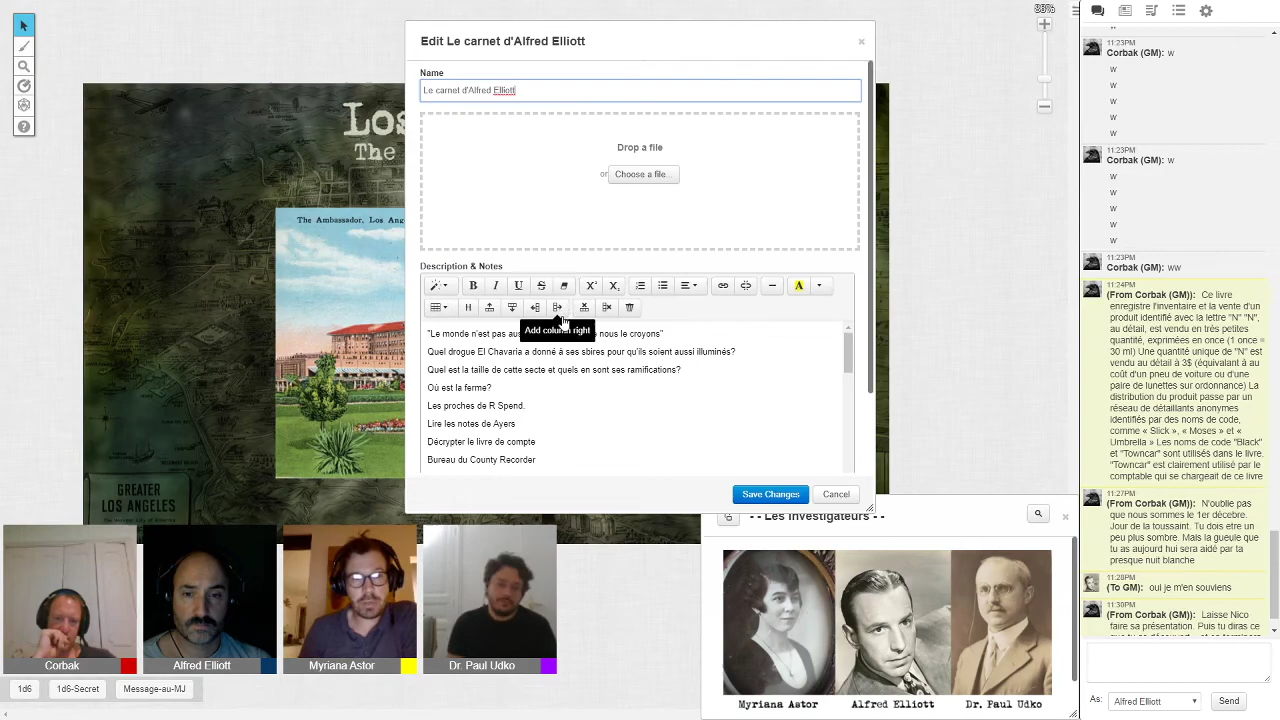 Edit Le carnet d'Alfred Elliott
×
Name
Le carnet d'Alfred Elliott
Drop a file
or Choose a file...
Description & Notes
B I U S X² X,
A
H
Add column right
"Le monde n'est pas aus nous le croyons"
Quel drogue El Chavaria a donné à ses sbires pour qu'ils soient aussi illuminés?
Quel est la taille de cette secte et quels en sont ses ramifications?
Où est la ferme?
Les proches de R Spend.
Lire les notes de Ayers
Décrypter le livre de compte
Bureau du County Recorder
Save Changes
Cancel
Los
The
The Ambassador, Los Ang
GREATER
LOS ANGELES
88%
- - Les Investigateurs - -
×
Myriana Astor
Alfred Elliott
Dr. Paul Udko
Corbak
Alfred Elliott
Myriana Astor
Dr. Paul Udko
1d6
1d6-Secret
Message-au-MJ
11:23PM
Corbak (GM): w
w
w
w
w
w
11:23PM
Corbak (GM): w
w
w
w
w
w
11:23PM
Corbak (GM): ww
11:24PM
(From Corbak (GM)): Ce livre
enregistre l'inventaire et la vente d'un
produit identifié avec la lettre "N" "N",
au détail, est vendu en très petites
quantité, exprimées en once (1 once =
30 ml) Une quantité unique de "N" est
vendu au détail à 3$ (équivalant à au
coût d'un pneu de voiture ou d'une
paire de lunettes sur ordonnance) La
distribution du produit passe par un
réseau de détaillants anonymes
identifiés par des noms de code,
comme « Slick », « Moses » et «
Umbrella » Les noms de code "Black"
et "Towncar" sont utilisés dans le livre.
"Towncar" est clairement utilisé par le
comptable qui se chargeait de ce livre
11:27PM
(From Corbak (GM)): N'oublie pas
que nous sommes le 1er décebre.
Jour de la toussaint. Tu dois etre un
peu plus sombre. Mais la gueule que
tu as aujourd hui sera aidé par ta
presque nuit blanche
11:28PM
(To GM): oui je m'en souviens
11:30PM
(From Corbak (GM)): Laisse Nico
faire sa présentation. Puis tu diras ce
As:
Alfred Elliott
Send